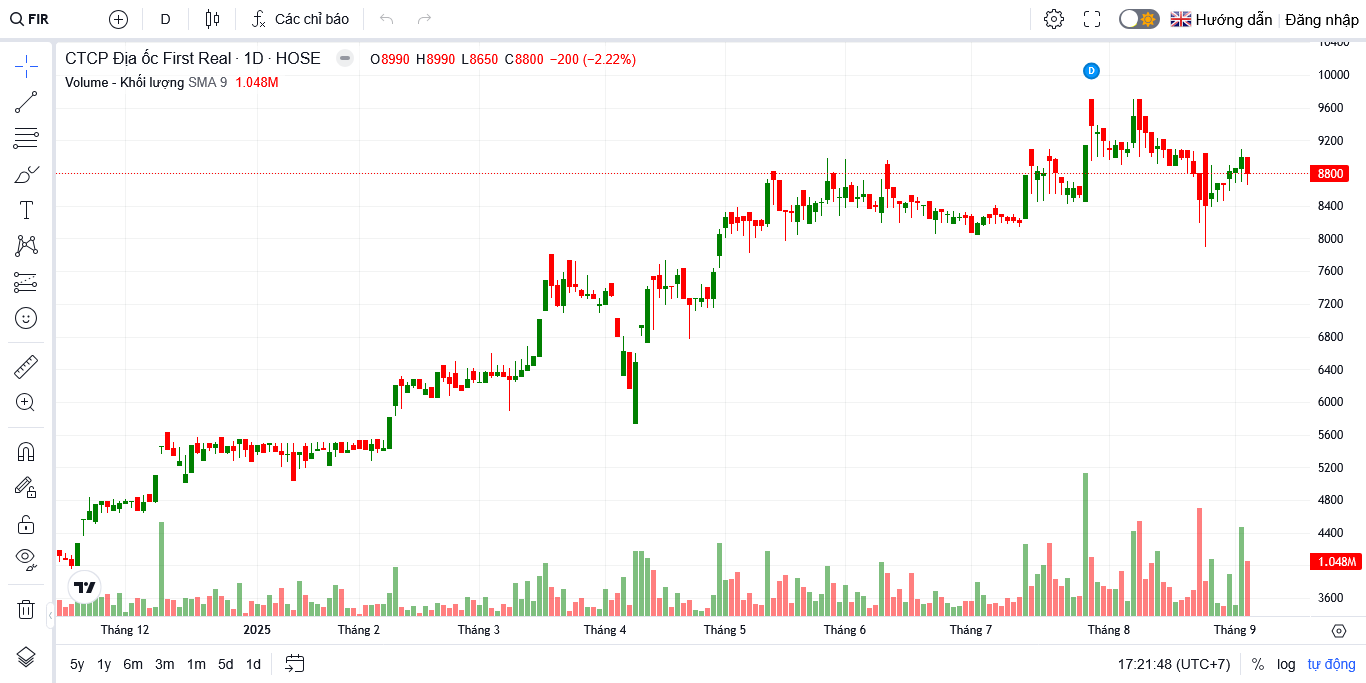 FIR D Các chỉ báo Hướng dẫn Đăng nhập
CTCP Địa ốc First Real · 1D · HOSE O8990 H8990 L8650 C8800 −200 (−2.22%)
Volume - Khối lượng SMA 9 1.048M
D
10400
10000
9600
9200
8800
8400
8000
7600
7200
6800
6400
6000
5600
5200
4800
4400
1.048M
3600
Tháng 12 2025 Tháng 2 Tháng 3 Tháng 4 Tháng 5 Tháng 6 Tháng 7 Tháng 8 Tháng 9
5y 1y 6m 3m 1m 5d 1d 17:21:48 (UTC+7) % log tự động